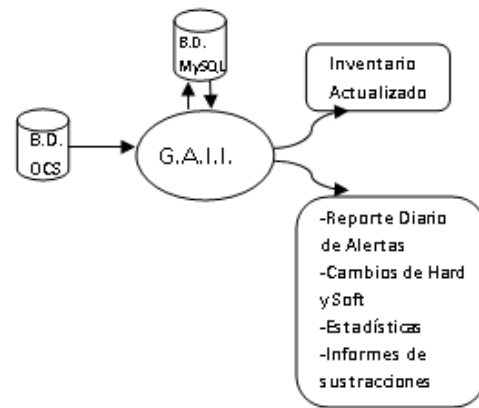 B.D.
MySQL
Inventario
Actualizado
B.D.
OCS
G.A.I.I.
-Reporte Diario
de Alertas
-Cambios de Hard
y Soft
-Estadísticas
-Informes de
sustracciones